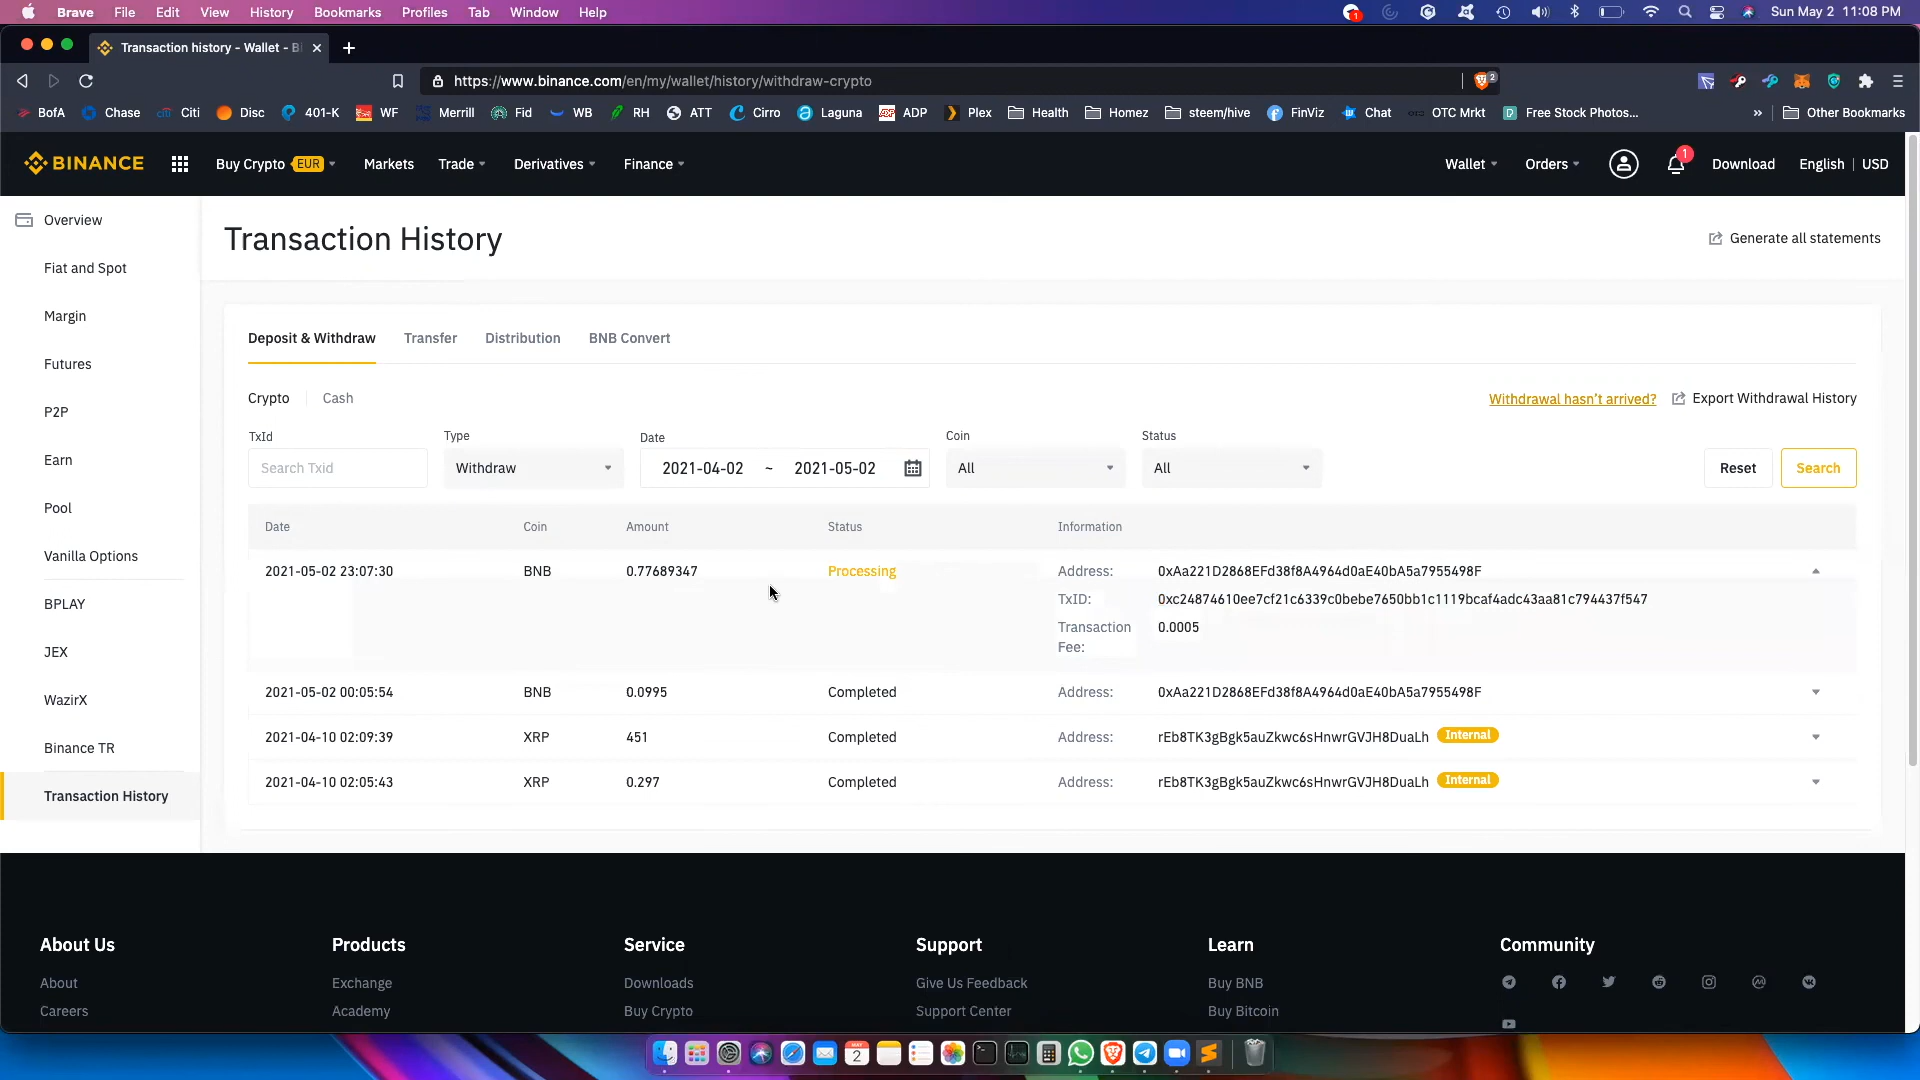 Brave File Edit View History Bookmarks Profiles Tab Window Help 1 Sun May 2 11:08 PM
Transaction history - Wallet - Bi
https://www.binance.com/en/my/wallet/history/withdraw-crypto 2
BofA Chase citi Citi Disc 401-K WF Merrill Fid WB RH ATT Cirro Laguna ADP Plex Health Homez steem/hive FinViz Chat OTC Mrkt Free Stock Photos... » Other Bookmarks
BINANCE Buy Crypto EUR Markets Trade Derivatives Finance Wallet Orders 1 Download English | USD
Overview
Fiat and Spot
Margin
Futures
P2P
Earn
Pool
Vanilla Options
BPLAY
JEX
WazirX
Binance TR
Transaction History
Transaction History
Generate all statements
Deposit & Withdraw Transfer Distribution BNB Convert
Crypto Cash Withdrawal hasn't arrived? Export Withdrawal History
TxId Type Date Coin Status
Search Txid Withdraw 2021-04-02 ~ 2021-05-02 All All Reset Search
Date Coin Amount Status Information
2021-05-02 23:07:30 BNB 0.77689347 Processing Address: 0xAa221D2868EFd38f8A4964d0aE40bA5a7955498F
TxID: 0xc24874610ee7cf21c6339c0bebe7650bb1c1119bcaf4adc43aa81c794437f547
Transaction 0.0005
Fee:
2021-05-02 00:05:54 BNB 0.0995 Completed Address: 0xAa221D2868EFd38f8A4964d0aE40bA5a7955498F
2021-04-10 02:09:39 XRP 451 Completed Address: rEb8TK3gBgk5auZkwc6sHnwrGVJH8DuaLh Internal
2021-04-10 02:05:43 XRP 0.297 Completed Address: rEb8TK3gBgk5auZkwc6sHnwrGVJH8DuaLh Internal
About Us Products Service Support Learn Community
About Exchange Downloads Give Us Feedback Buy BNB
Careers Academy Buy Crypto Support Center Buy Bitcoin
MAY
2